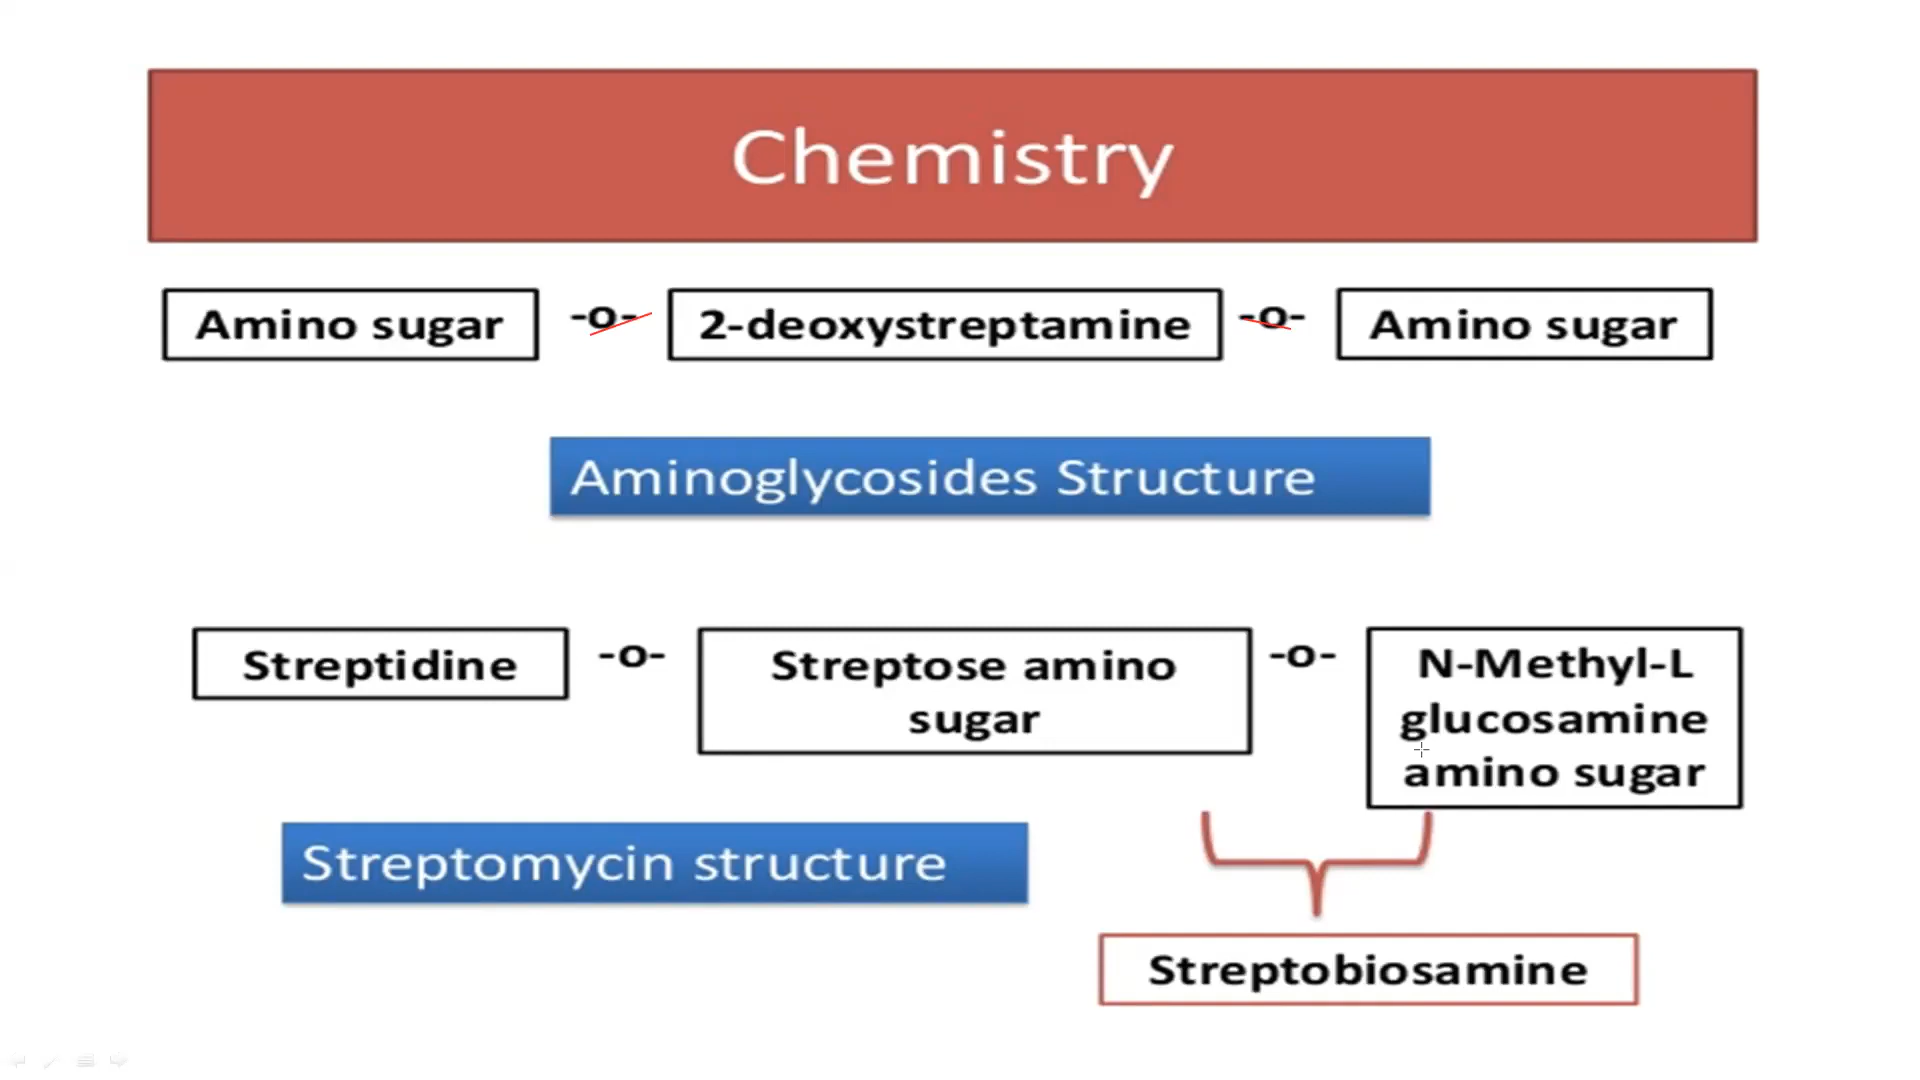 Chemistry
Amino sugar -o- 2-deoxystreptamine -o- Amino sugar
Aminoglycosides Structure
Streptidine -o- Streptose amino sugar -o- N-Methyl-L glucosamine amino sugar
Streptomycin structure
Streptobiosamine